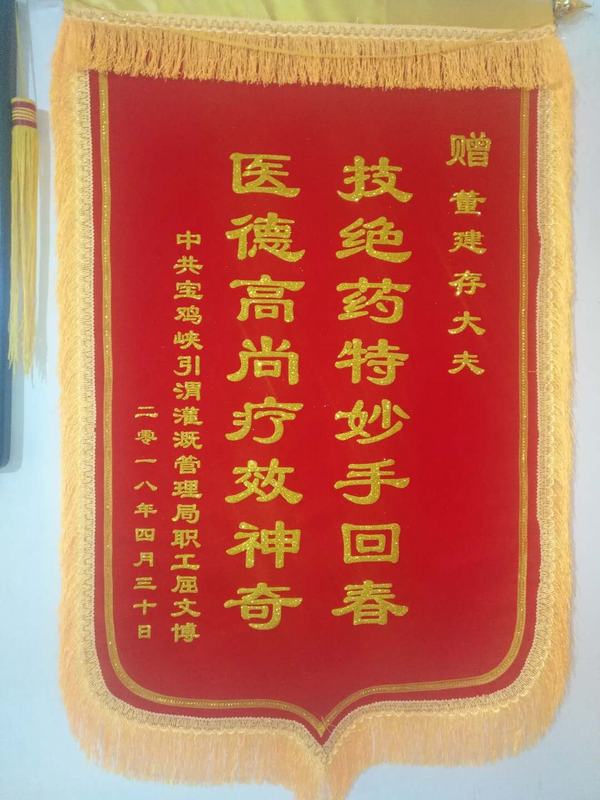 赠董建存大夫
技绝药特妙手回春
医德高尚疗效神奇
中共宝鸡峡引渭灌溉管理局职工屈文博
二零一八年四月三十日